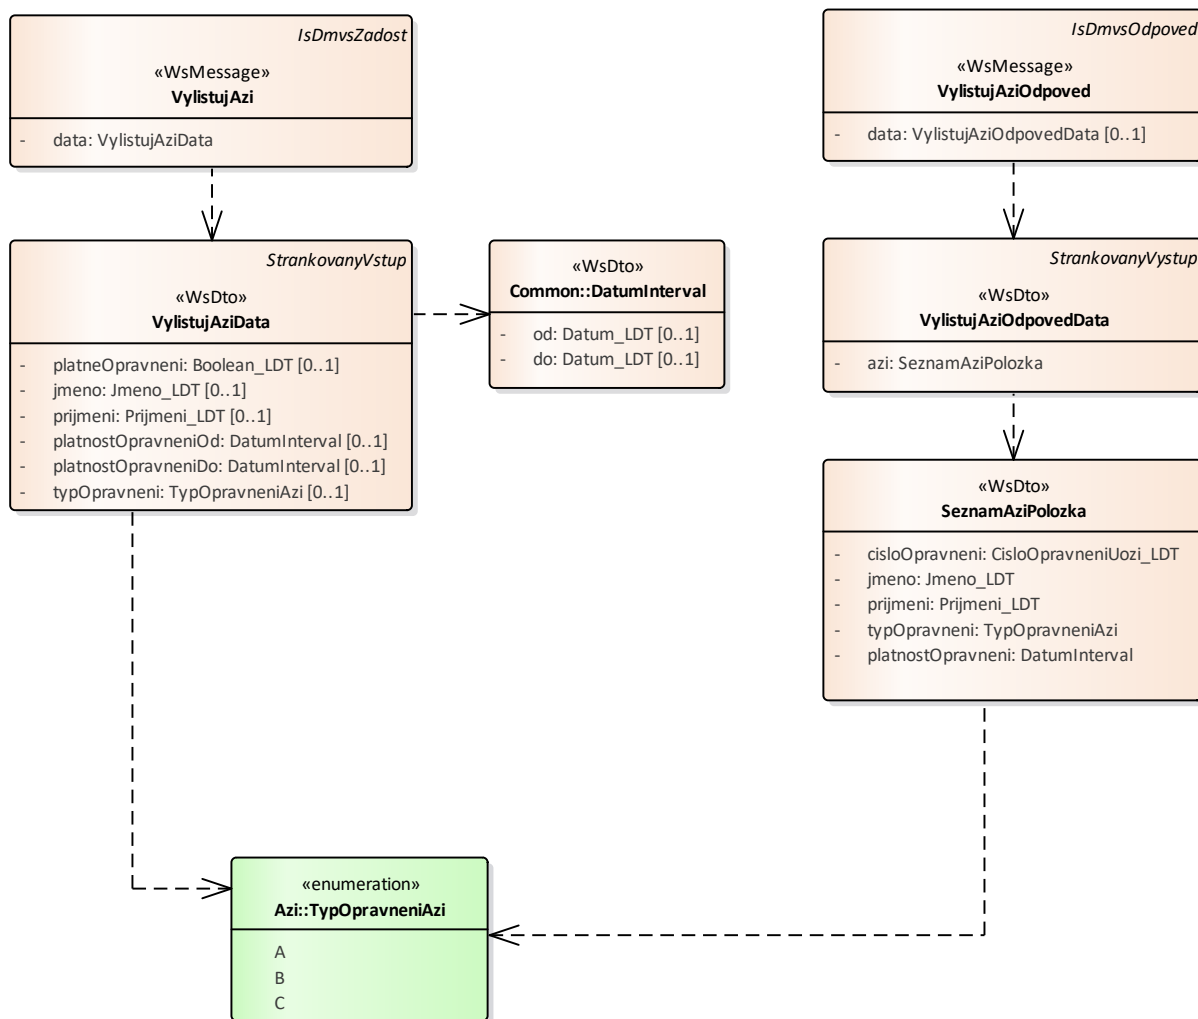 IsDmvsZadost
«WsMessage»
VylistujAzi
- data: VylistujAziData
IsDmvsOdpoved
«WsMessage»
VylistujAziOdpoved
- data: VylistujAziOdpovedData [0..1]
StrankovanyVstup
«WsDto»
VylistujAziData
- platneOpravneni: Boolean_LDT [0..1]
- jmeno: Jmeno_LDT [0..1]
- prijmeni: Prijmeni_LDT [0..1]
- platnostOpravneniOd: DatumInterval [0..1]
- platnostOpravneniDo: DatumInterval [0..1]
- typOpravneni: TypOpravneniAzi [0..1]
«WsDto»
Common::DatumInterval
- od: Datum_LDT [0..1]
- do: Datum_LDT [0..1]
StrankovanyVystup
«WsDto»
VylistujAziOdpovedData
- azi: SeznamAziPolozka
«WsDto»
SeznamAziPolozka
- cisloOpravneni: CisloOpravneniUozi_LDT
- jmeno: Jmeno_LDT
- prijmeni: Prijmeni_LDT
- typOpravneni: TypOpravneniAzi
- platnostOpravneni: DatumInterval
«enumeration»
Azi::TypOpravneniAzi
A
B
C